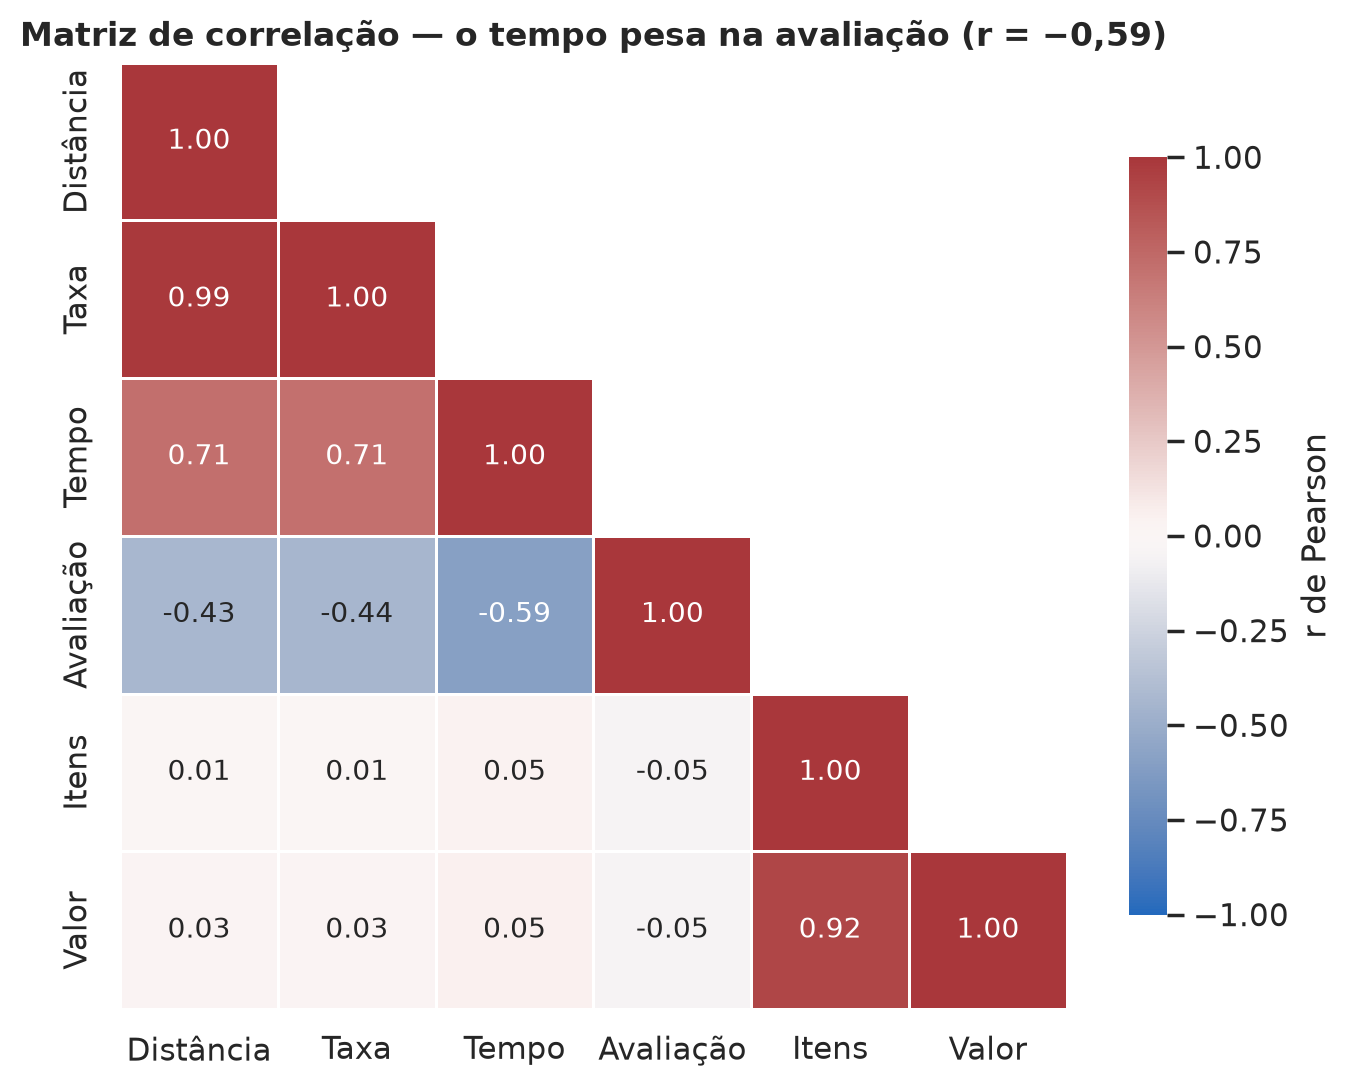 Matriz de correlação — o tempo pesa na avaliação (r = −0,59)
Distância
1.00
Taxa
0.99 1.00
Tempo
0.71 0.71 1.00
Avaliação
-0.43 -0.44 -0.59 1.00
Itens
0.01 0.01 0.05 -0.05 1.00
Valor
0.03 0.03 0.05 -0.05 0.92 1.00
Distância Taxa Tempo Avaliação Itens Valor
1.00
0.75
0.50
0.25
0.00
−0.25
−0.50
−0.75
−1.00
r de Pearson